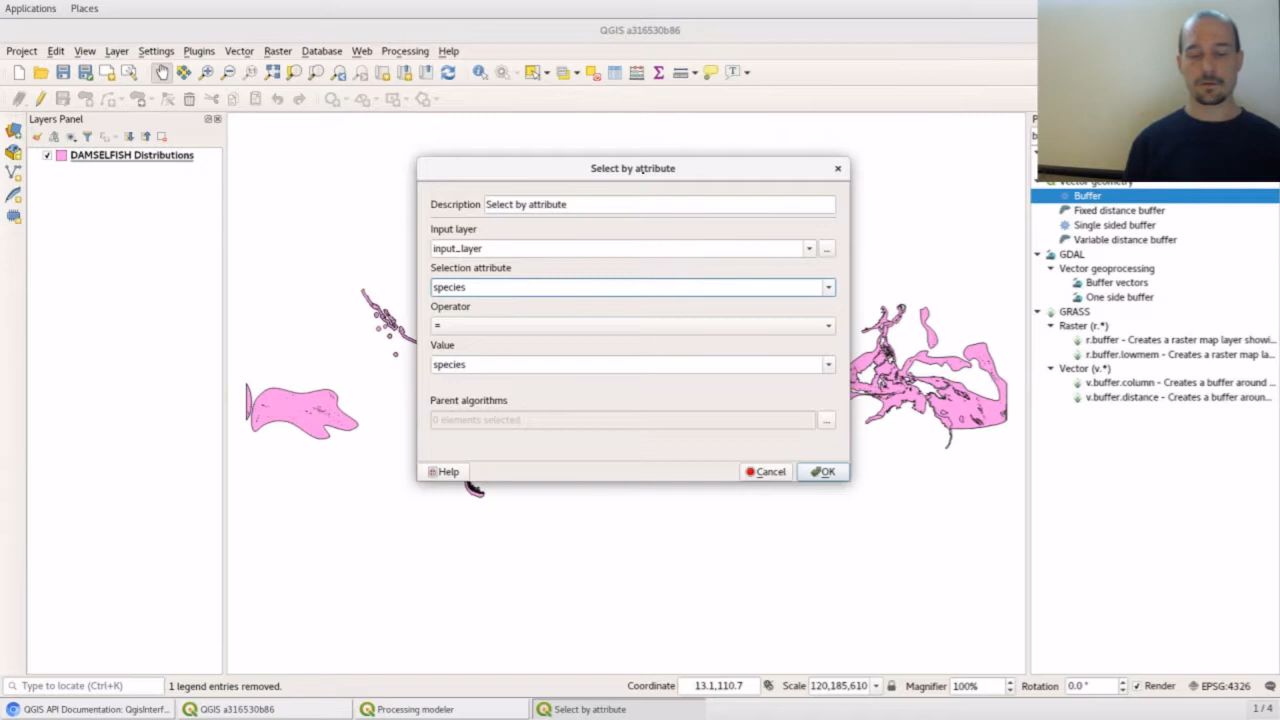 Applications Places
QGIS a316530b86
Project Edit View Layer Settings Plugins Vector Raster Database Web Processing Help
Layers Panel
DAMSELFISH Distributions
Select by attribute
Description Select by attribute
Input layer
input_layer
...
Selection attribute
species
Operator
=
Value
species
Parent algorithms
0 elements selected
...
Help
Cancel
OK
Vector geometry
Buffer
Fixed distance buffer
Single sided buffer
Variable distance buffer
GDAL
Vector geoprocessing
Buffer vectors
One side buffer
GRASS
Raster (r.*)
r.buffer - Creates a raster map layer showi...
r.buffer.lowmem - Creates a raster map la...
Vector (v.*)
v.buffer.column - Creates a buffer around ...
v.buffer.distance - Creates a buffer aroun...
Type to locate (Ctrl+K) 1 legend entries removed. Coordinate 13.1,110.7 Scale 120,185,610 Magnifier 100% Rotation 0.0 ° Render EPSG:4326
QGIS API Documentation: QgisInterf... QGIS a316530b86 Processing modeler Select by attribute 1 / 4